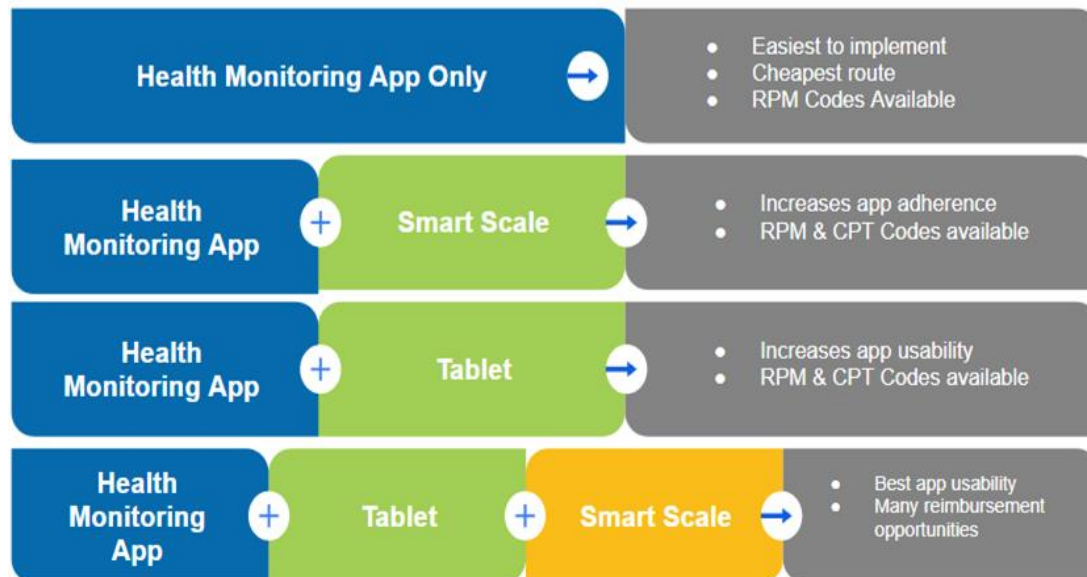 Health Monitoring App Only
● Easiest to implement
● Cheapest route
● RPM Codes Available
Health
Monitoring App
+
Smart Scale
● Increases app adherence
● RPM & CPT Codes available
Health
Monitoring App
+
Tablet
● Increases app usability
● RPM & CPT Codes available
Health
Monitoring
App
+
Tablet
+
Smart Scale
● Best app usability
● Many reimbursement
opportunities